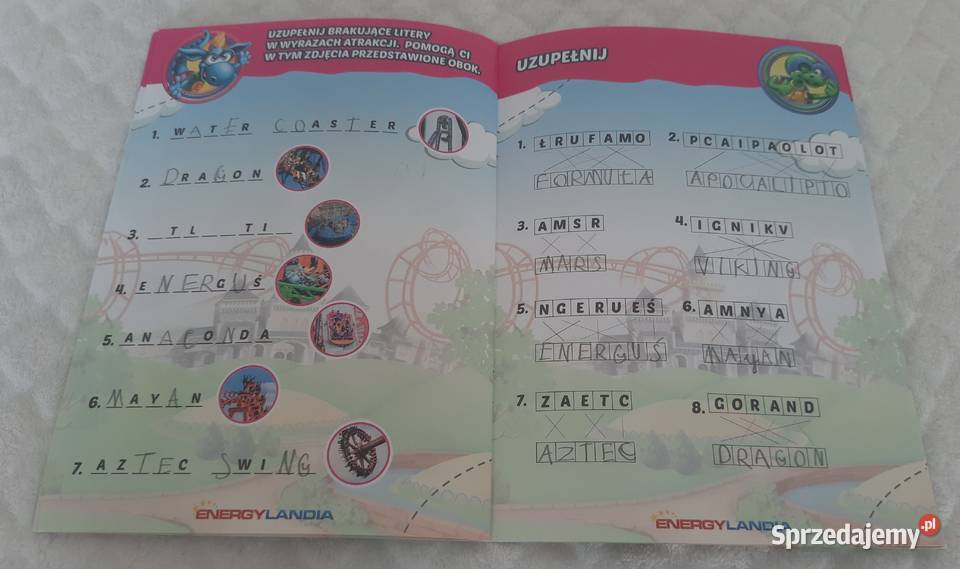 UZUPEŁNIJ BRAKUJĄCE LITERY
W WYRAZACH ATRAKCJI. POMOGĄ CI
W TYM ZDJĘCIA PRZEDSTAWIONE OBOK.
1. WATER COASTER
2. DRAGON
3. _TL__TI_
4. ENERGUŚ
5. ANACONDA
6. MAYAN
7. AZTEC SWING
ENERGYLANDIA
UZUPEŁNIJ
1. ŁRUFAMO
FORMUŁA
2. PCAIPAOLOT
APOCALIPTO
3. AMSR
MARS
4. IGNIKV
VIKING
5. NGERUEŚ
ENERGUŚ
6. AMNYA
MAyAN
7. ZAETC
AZTEC
8. GORAND
DRAGON
ENERGYLANDIA
Sprzedajemy.pl